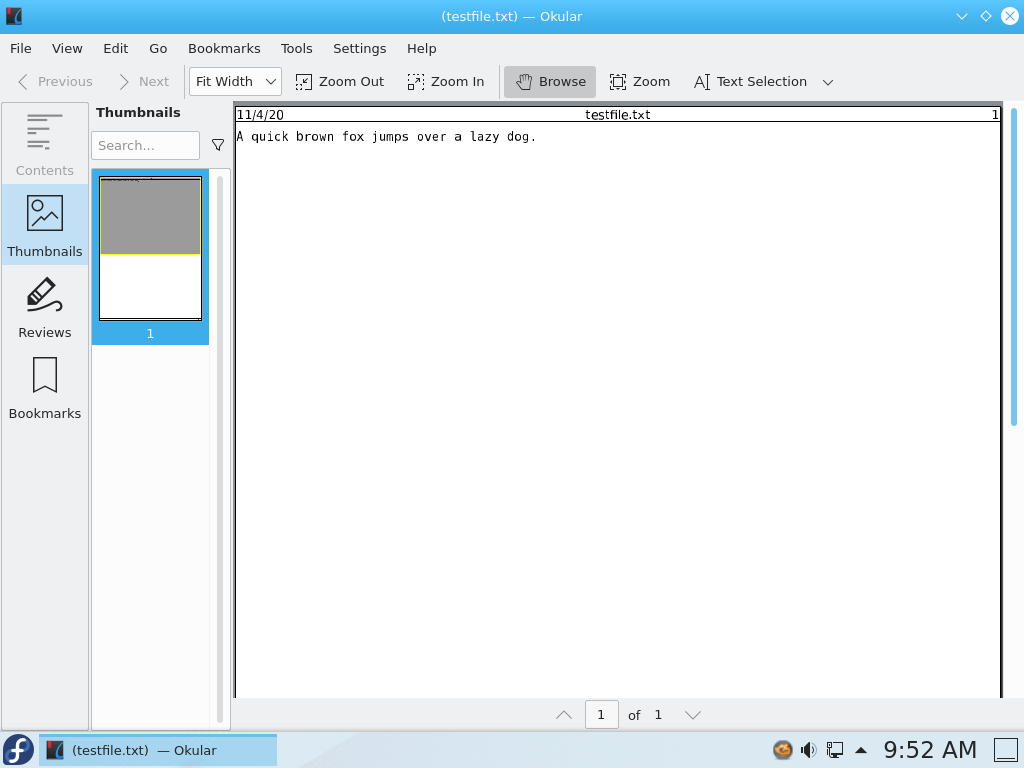 (testfile.txt) — Okular
File View Edit Go Bookmarks Tools Settings Help
Previous Next Fit Width Zoom Out Zoom In Browse Zoom Text Selection
Contents
Thumbnails
Reviews
Bookmarks
Thumbnails
Search...
1
11/4/20 testfile.txt 1
A quick brown fox jumps over a lazy dog.
1 of 1
(testfile.txt) — Okular
9:52 AM